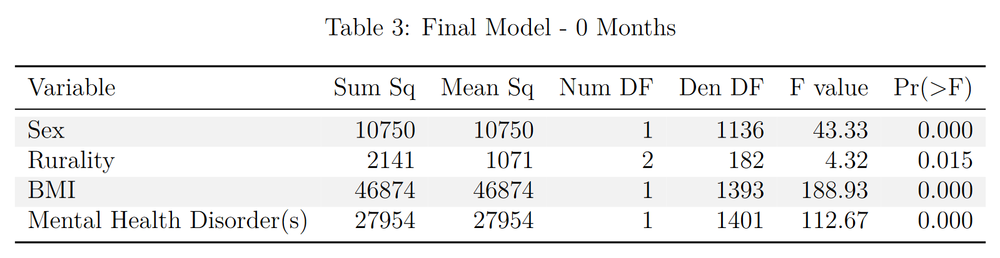 Table 3: Final Model - 0 Months
Variable Sum Sq Mean Sq Num DF Den DF F value Pr(>F)
Sex 10750 10750 1 1136 43.33 0.000
Rurality 2141 1071 2 182 4.32 0.015
BMI 46874 46874 1 1393 188.93 0.000
Mental Health Disorder(s) 27954 27954 1 1401 112.67 0.000